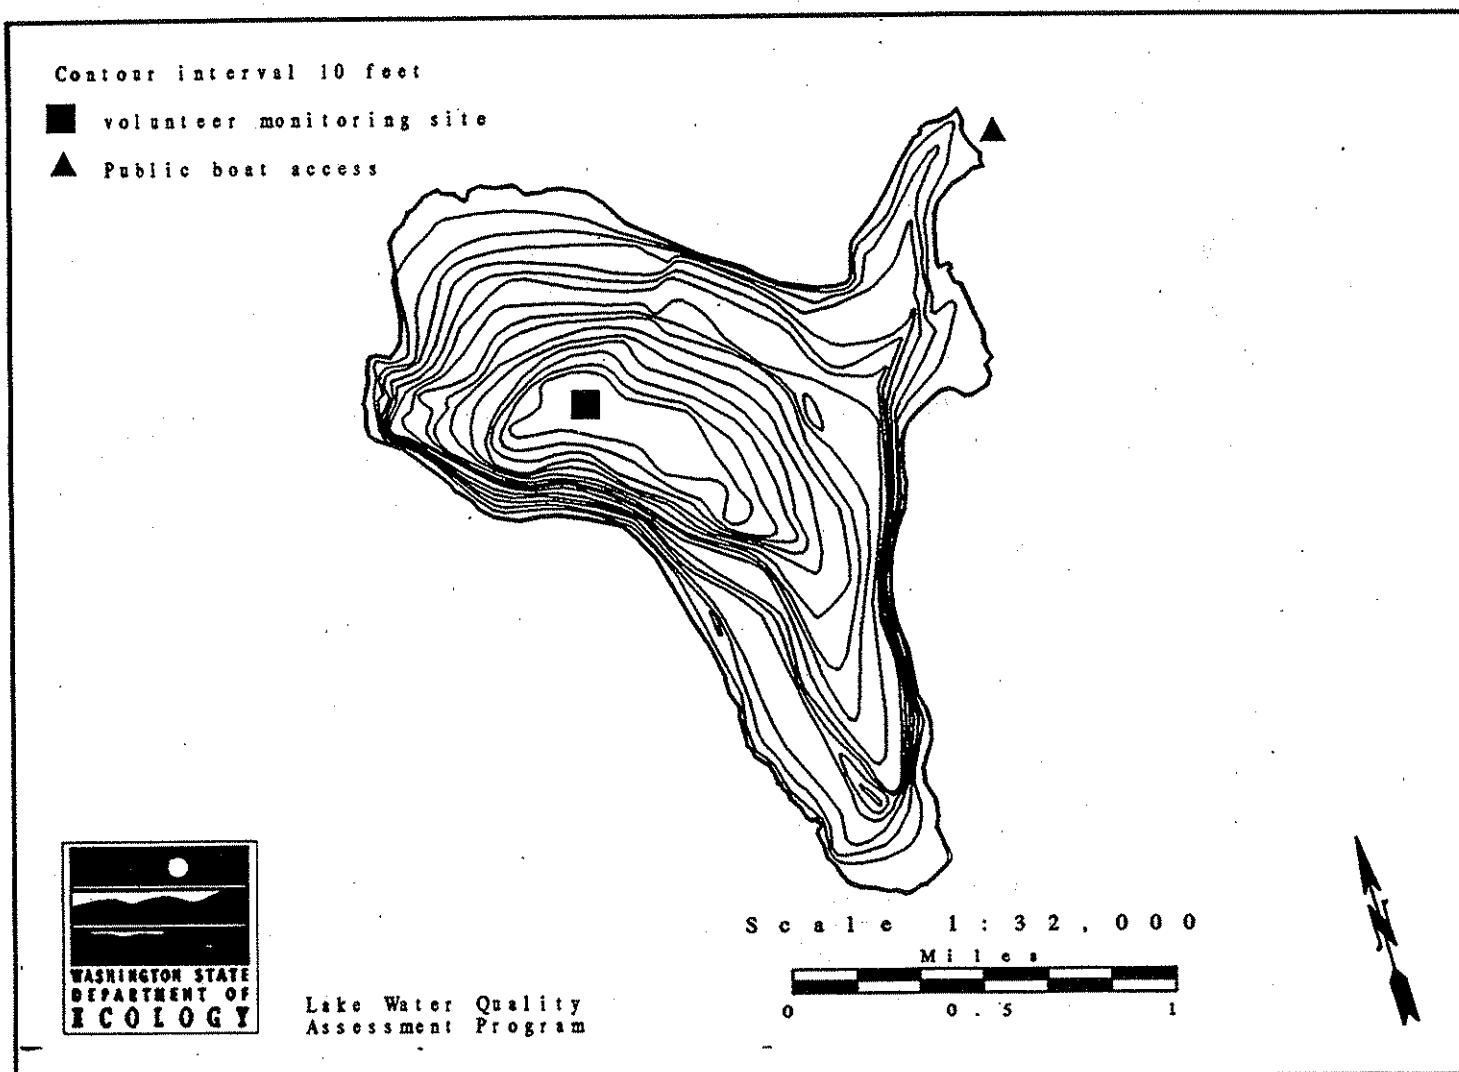 Contour interval 10 feet
volunteer monitoring site
Public boat access
Scale 1:32,000
Miles
0 0.5 1
N
WASHINGTON STATE
DEPARTMENT OF
ECOLOGY
Lake Water Quality
Assessment Program